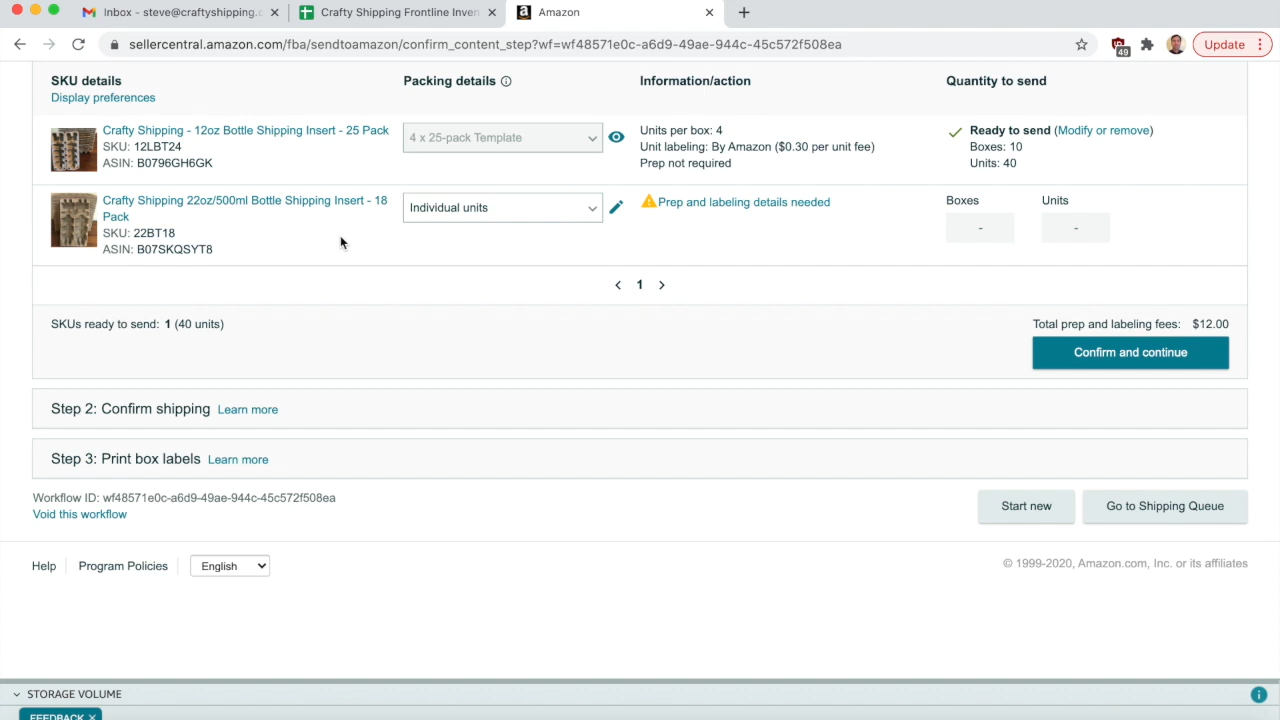 Inbox - steve@craftyshipping.c
Crafty Shipping Frontline Inven
Amazon
sellercentral.amazon.com/fba/sendtoamazon/confirm_content_step?wf=wf48571e0c-a6d9-49ae-944c-45c572f508ea
49
Update
SKU details
Packing details
Information/action
Quantity to send
Display preferences
Crafty Shipping - 12oz Bottle Shipping Insert - 25 Pack
SKU: 12LBT24
ASIN: B0796GH6GK
4 x 25-pack Template
Units per box: 4
Unit labeling: By Amazon ($0.30 per unit fee)
Prep not required
Ready to send (Modify or remove)
Boxes: 10
Units: 40
Crafty Shipping 22oz/500ml Bottle Shipping Insert - 18
Pack
SKU: 22BT18
ASIN: B07SKQSYT8
Individual units
Prep and labeling details needed
Boxes
Units
-
-
1
SKUs ready to send: 1 (40 units)
Total prep and labeling fees: $12.00
Confirm and continue
Step 2: Confirm shipping Learn more
Step 3: Print box labels Learn more
Workflow ID: wf48571e0c-a6d9-49ae-944c-45c572f508ea
Void this workflow
Start new
Go to Shipping Queue
Help
Program Policies
English
© 1999-2020, Amazon.com, Inc. or its affiliates
STORAGE VOLUME
FEEDBACK